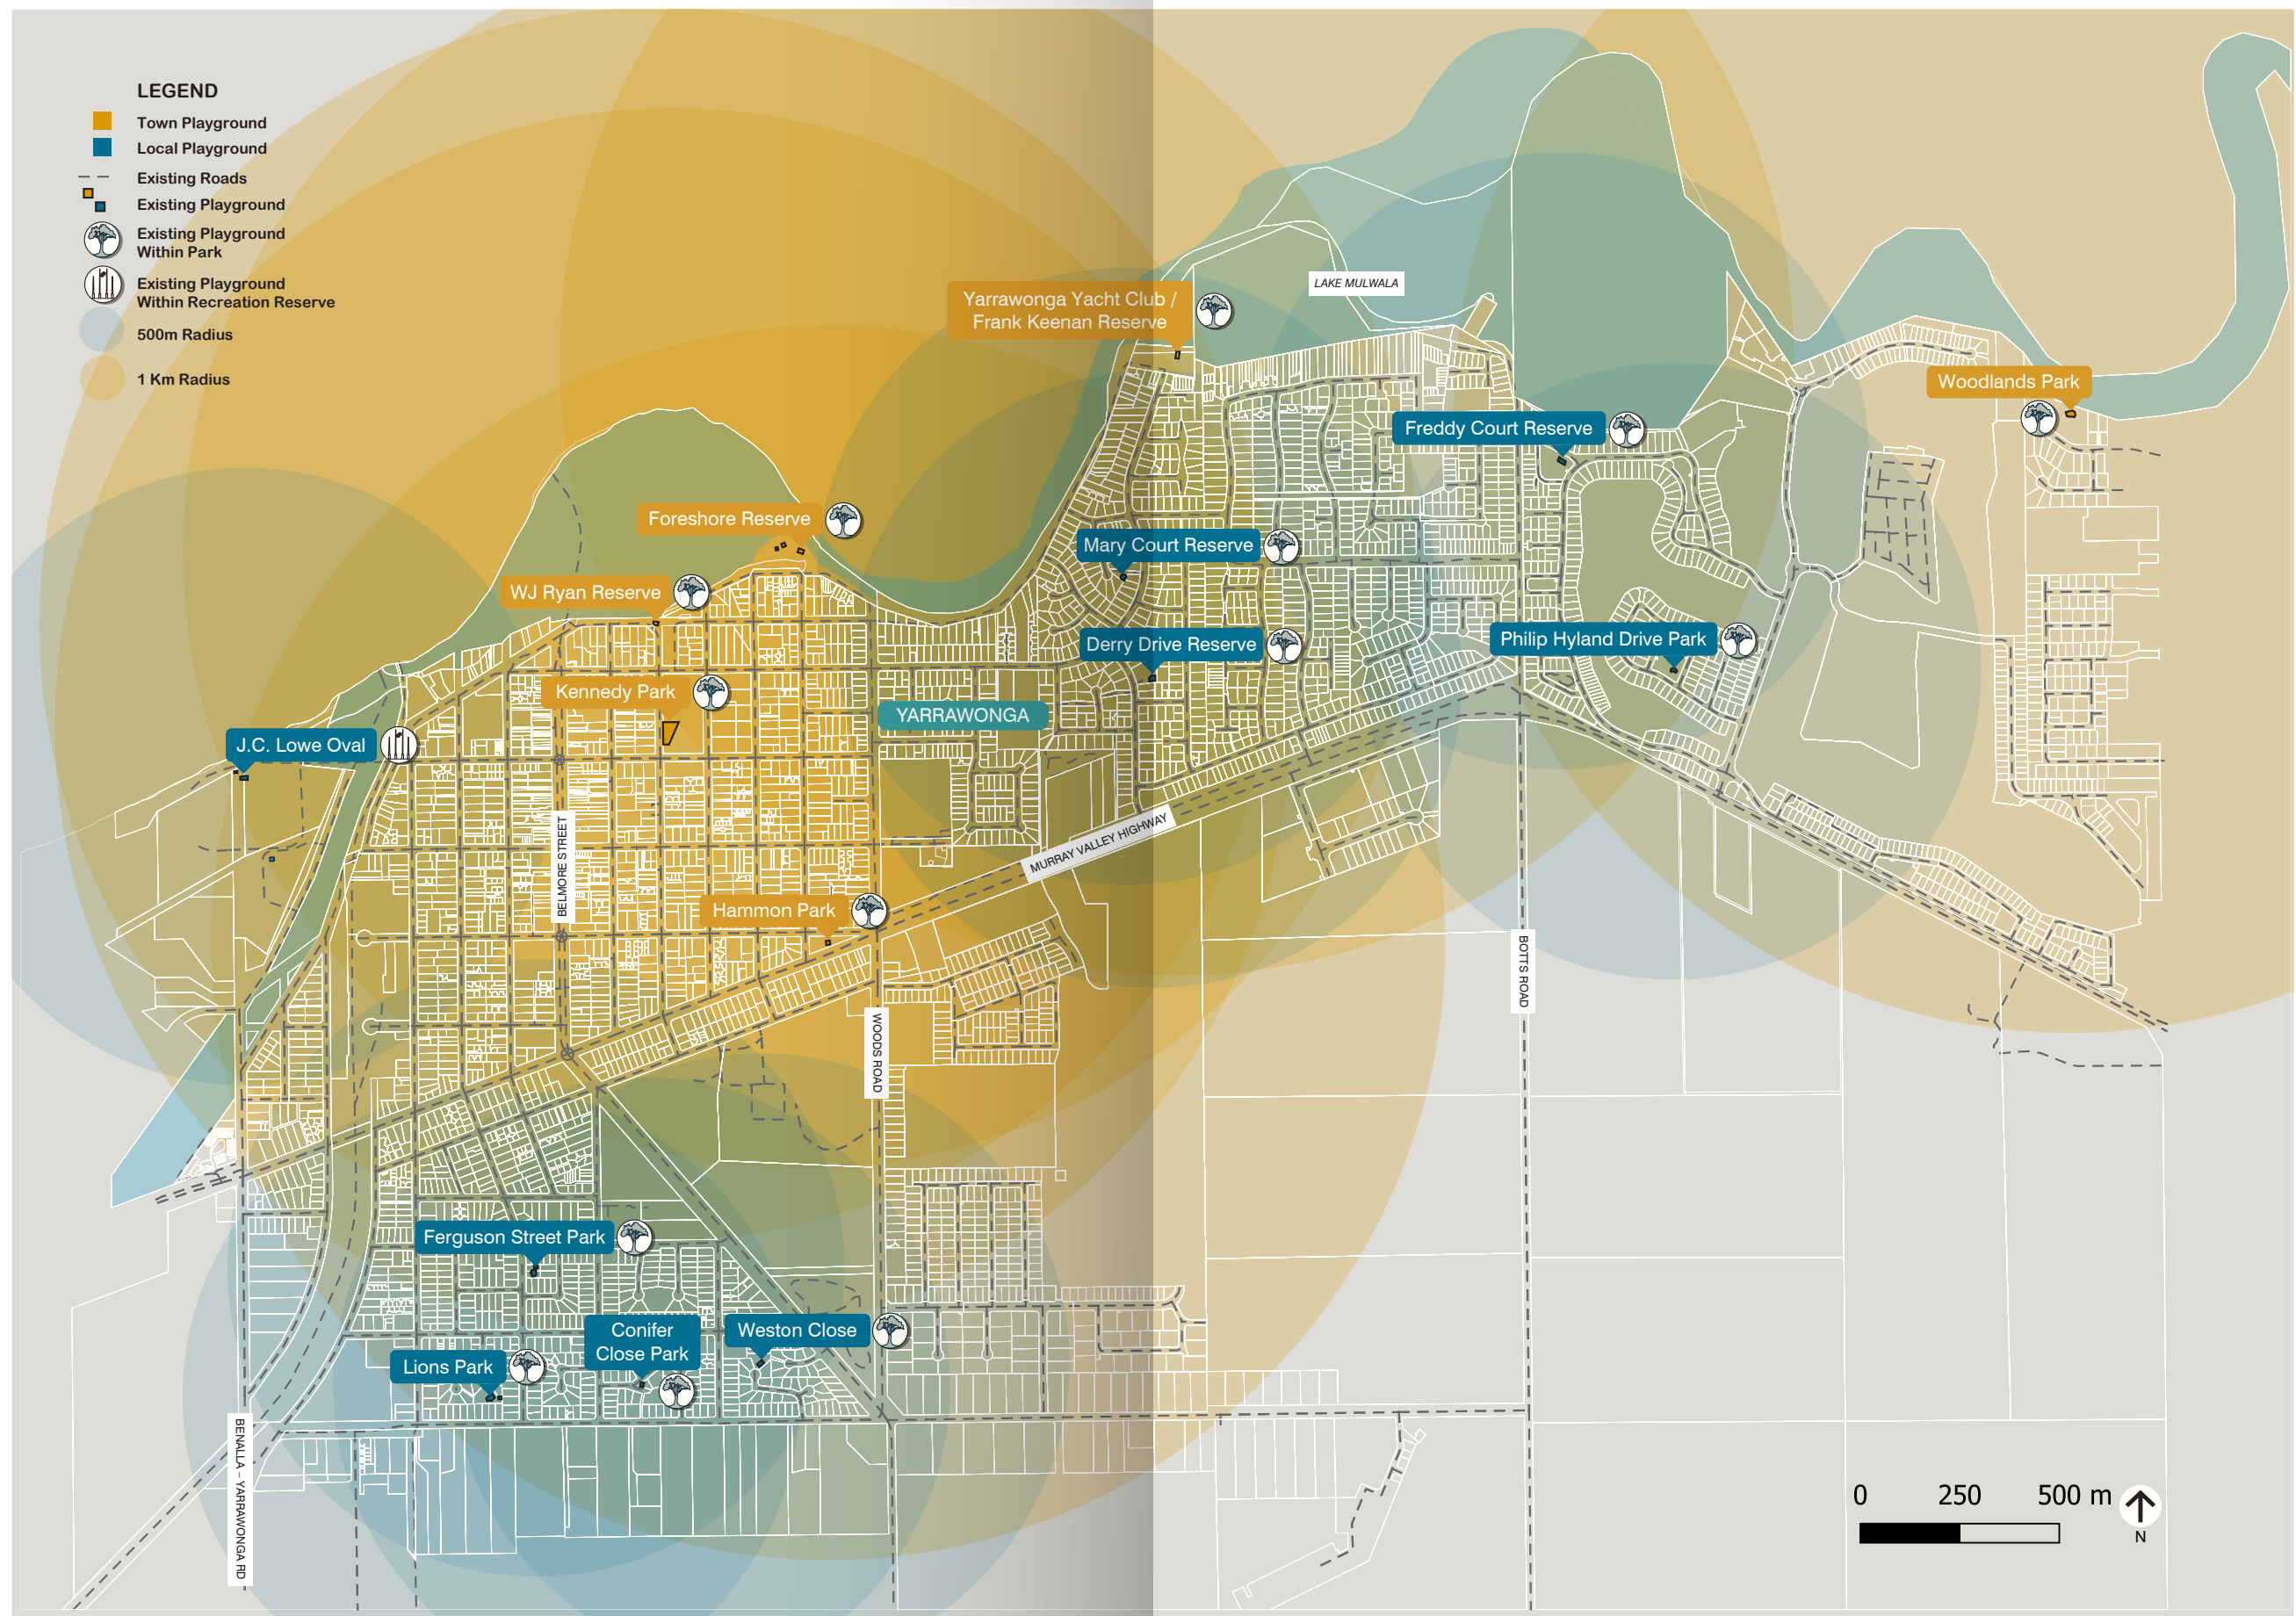 LEGEND
Town Playground
Local Playground
Existing Roads
Existing Playground
Existing Playground
Within Park
Existing Playground
Within Recreation Reserve
500m Radius
1 Km Radius
Yarrawonga Yacht Club /
Frank Keenan Reserve
LAKE MULWALA
Woodlands Park
Freddy Court Reserve
Foreshore Reserve
Mary Court Reserve
WJ Ryan Reserve
Derry Drive Reserve
Philip Hyland Drive Park
Kennedy Park
YARRAWONGA
J.C. Lowe Oval
MURRAY VALLEY HIGHWAY
BELMORE STREET
Hammon Park
BOTTS ROAD
WOODS ROAD
Ferguson Street Park
Conifer
Close Park
Weston Close
Lions Park
BENALLA – YARRAWONGA RD
0 250 500 m
N